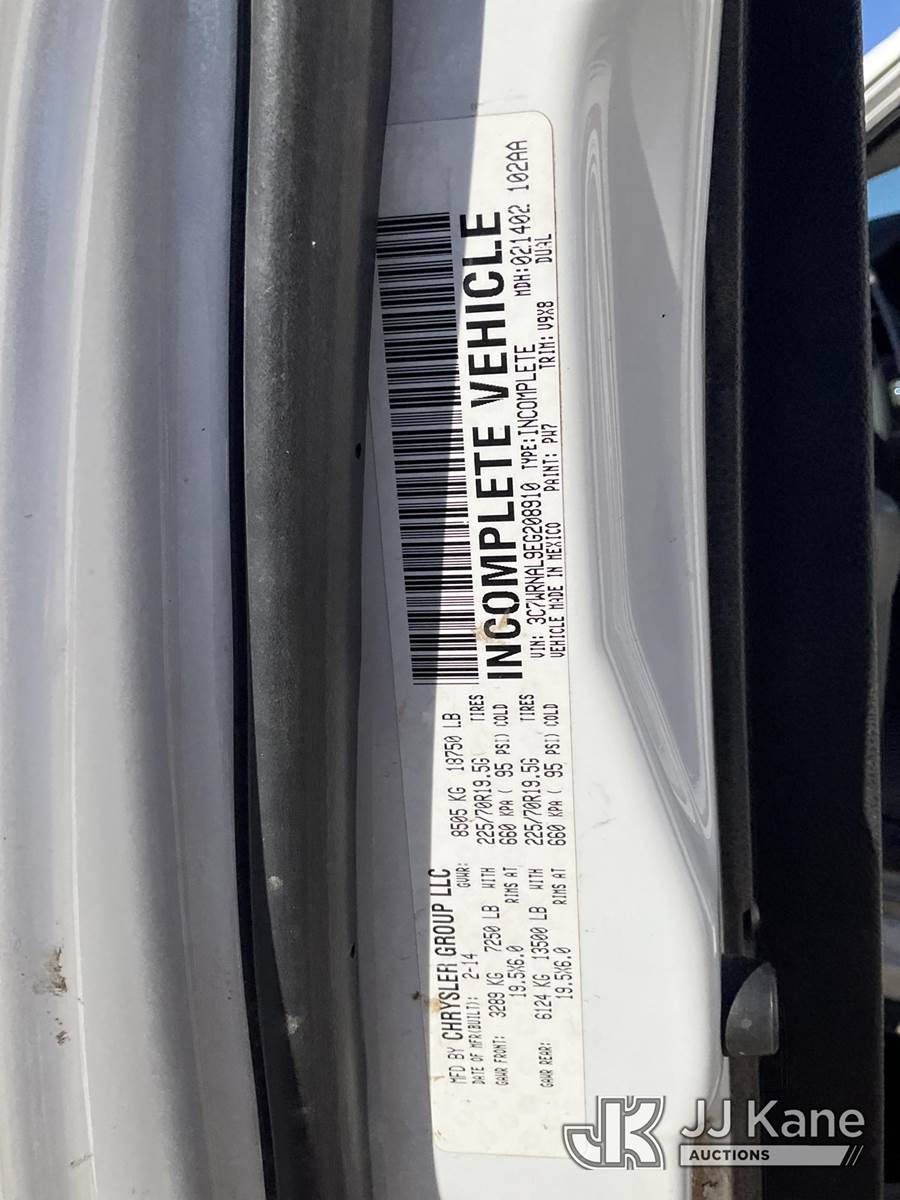 MFD BY CHRYSLER GROUP LLC
DATE OF MFR(BUILT): 2-14 GVWR: 8505 KG 18750 LB
GAWR FRONT: 3289 KG 7250 LB WITH 225/70R19.5G TIRES
19.5X6.0 RIMS AT 660 KPA ( 95 PSI) COLD
GAWR REAR: 6124 KG 13500 LB WITH 225/70R19.5G TIRES
19.5X6.0 RIMS AT 660 KPA ( 95 PSI) COLD
INCOMPLETE VEHICLE
VIN: 3C7WRNAL9EG208910 TYPE:INCOMPLETE MDH:021402 102AA
DUAL
VEHICLE MADE IN MEXICO PAINT: PW7 TRIM: V9X8
JK JJ Kane
AUCTIONS